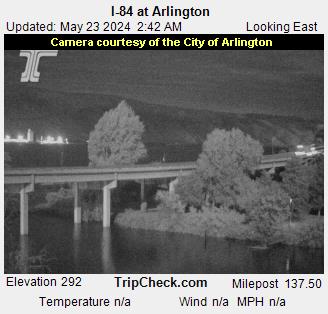 I-84 at Arlington
Updated: May 23 2024 2:42 AM Looking East
Camera courtesy of the City of Arlington
Elevation 292 TripCheck.com Milepost 137.50
Temperature n/a Wind n/a MPH n/a